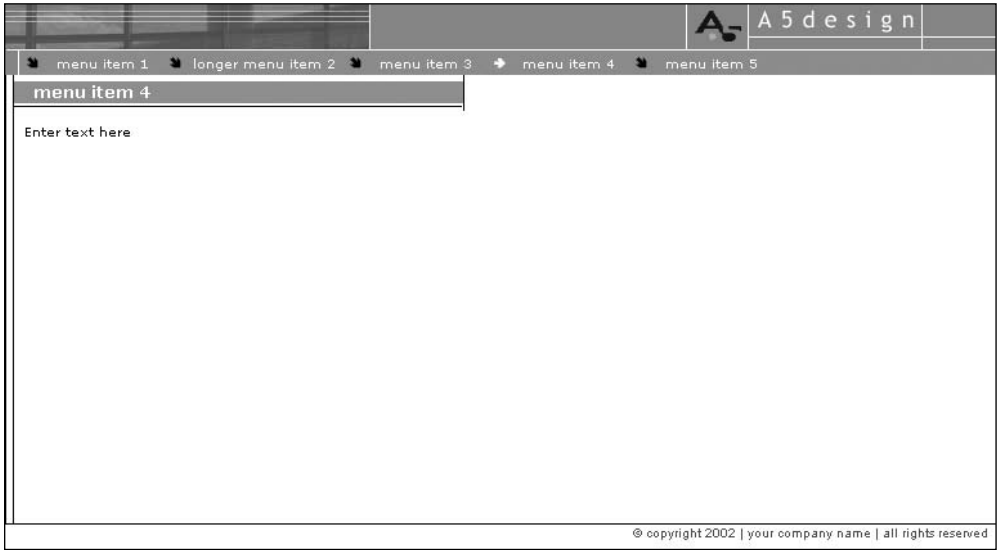 A5design
menu item 1 longer menu item 2 menu item 3 menu item 4 menu item 5
menu item 4
Enter text here
© copyright 2002 | your company name | all rights reserved